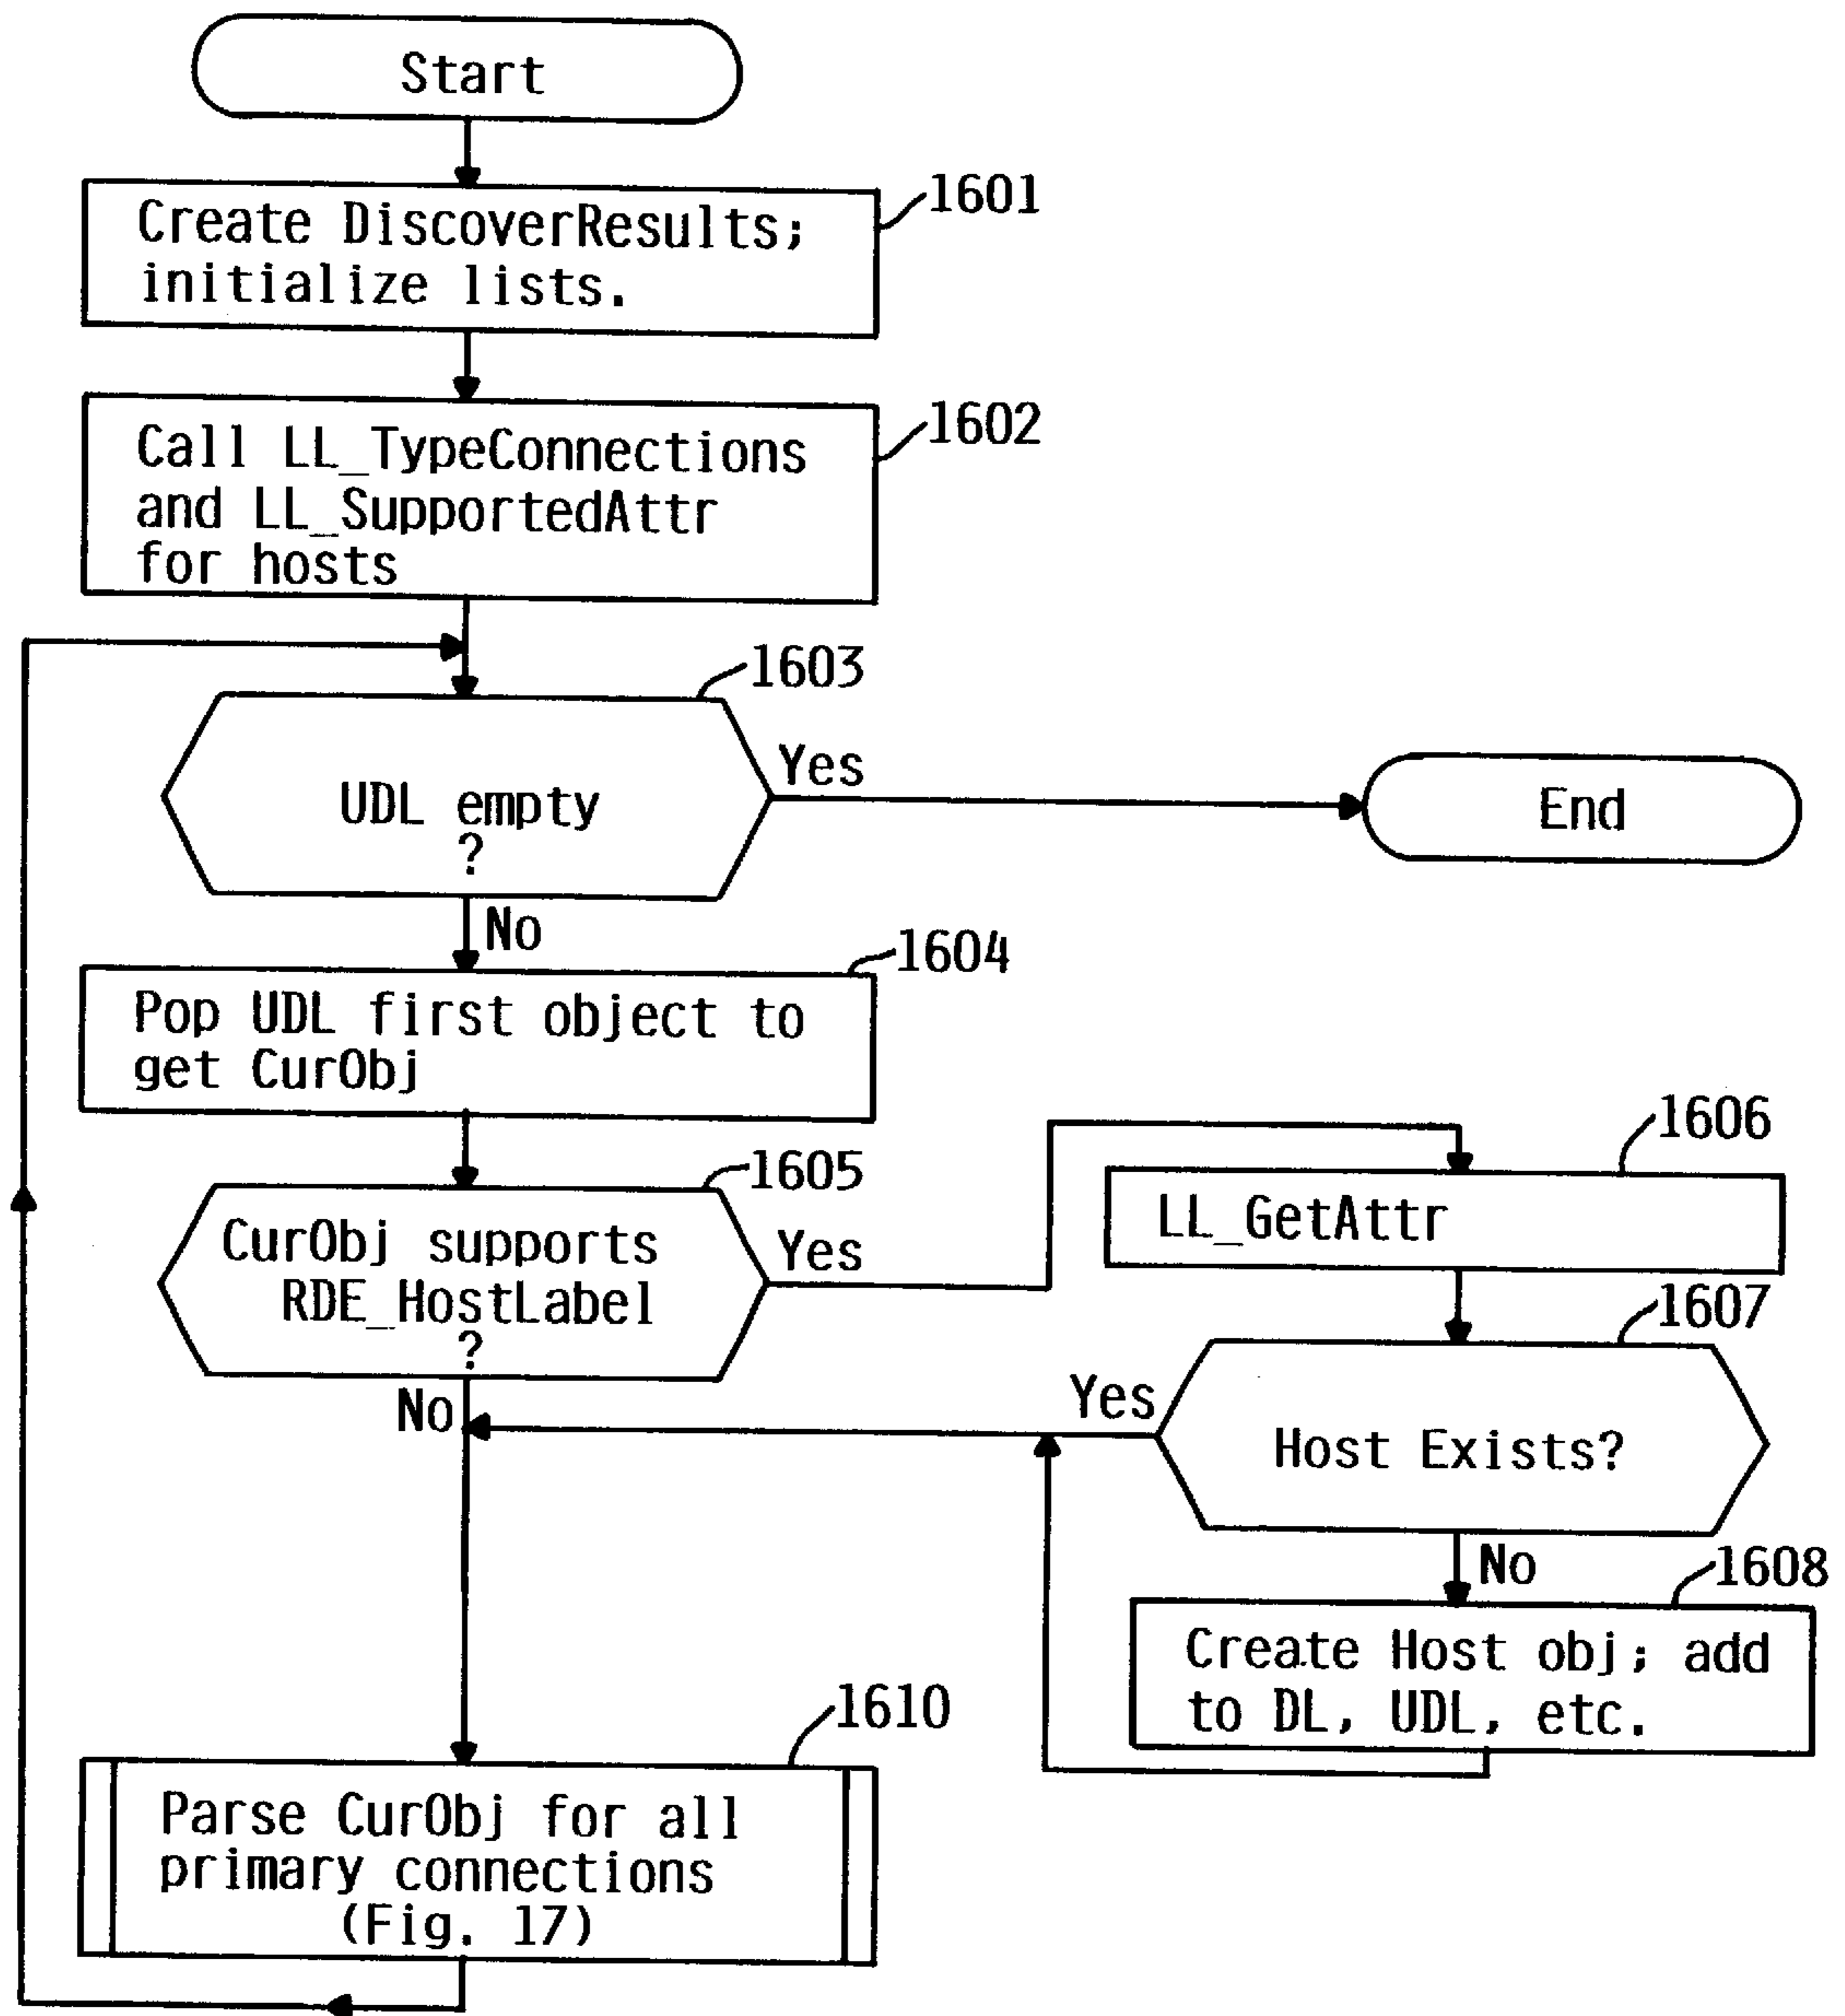 Start
1601
Create DiscoverResults;
initialize lists.
1602
Call LL_TypeConnections
and LL_SupportedAttr
for hosts
1603
UDL empty
?
Yes
End
No
1604
Pop UDL first object to
get CurObj
1605
CurObj supports
RDE_HostLabel
?
Yes
1606
LL_GetAttr
1607
Host Exists?
Yes
No
No
1608
Create Host obj; add
to DL, UDL, etc.
1610
Parse CurObj for all
primary connections
(Fig. 17)